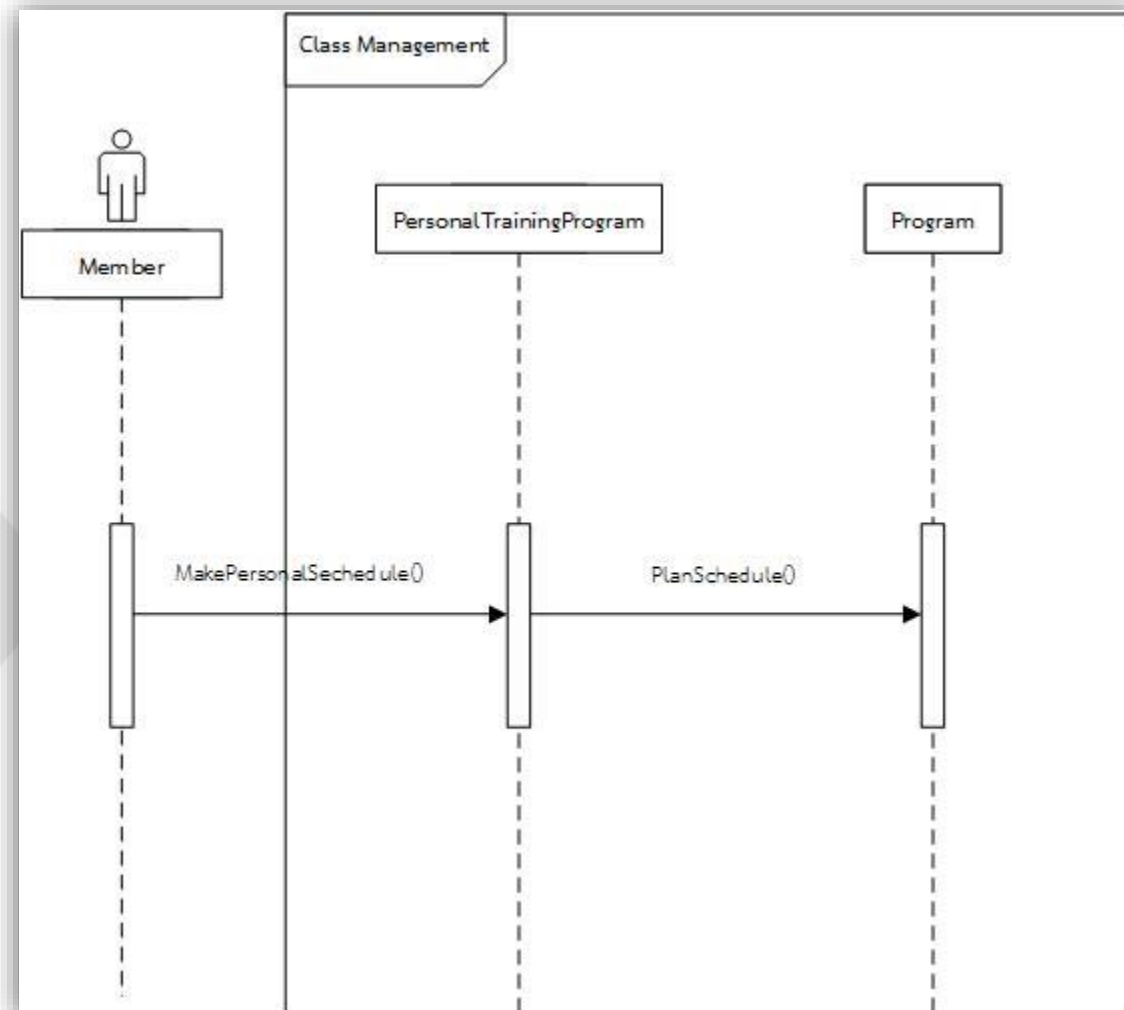 Class Management
PersonalTrainingProgram
Program
Member
MakePersonalSechedule()
PlanSchedule()